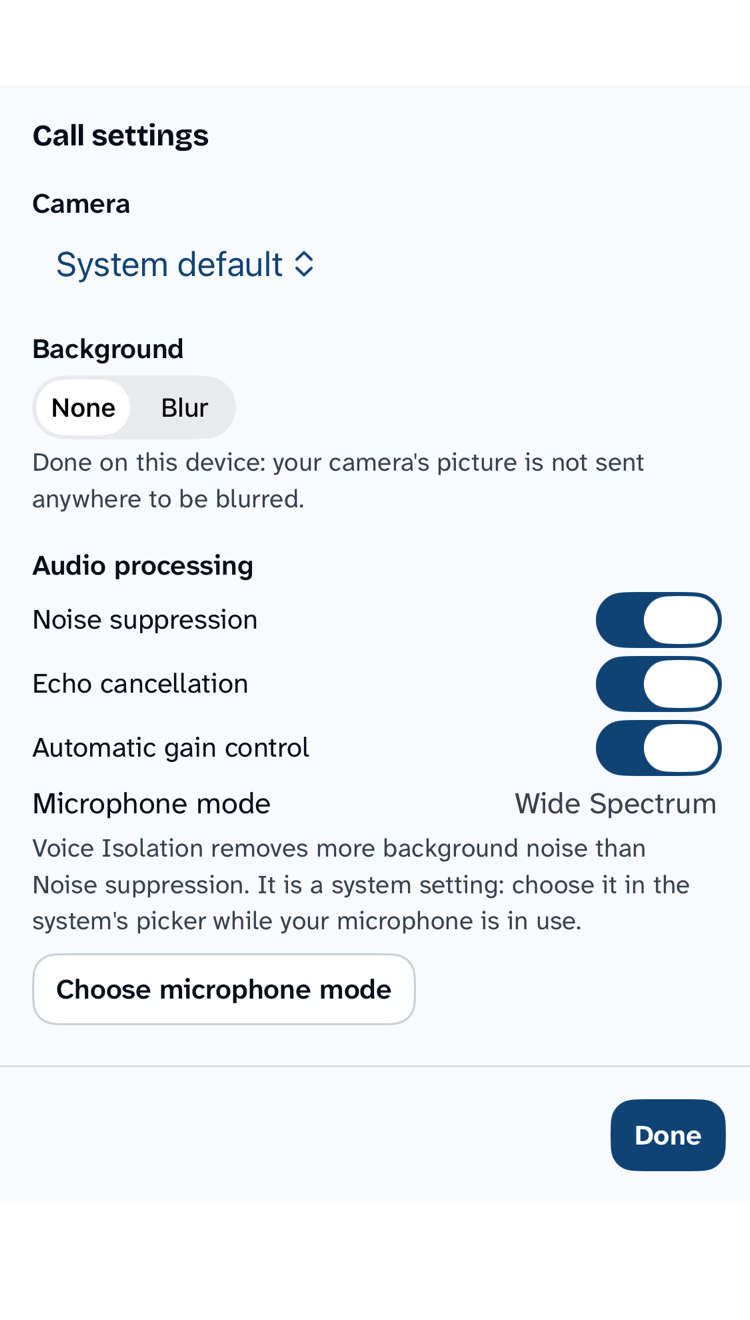 Call settings
Camera
System default
Background
None Blur
Done on this device: your camera's picture is not sent
anywhere to be blurred.
Audio processing
Noise suppression
Echo cancellation
Automatic gain control
Microphone mode Wide Spectrum
Voice Isolation removes more background noise than
Noise suppression. It is a system setting: choose it in the
system's picker while your microphone is in use.
Choose microphone mode
Done